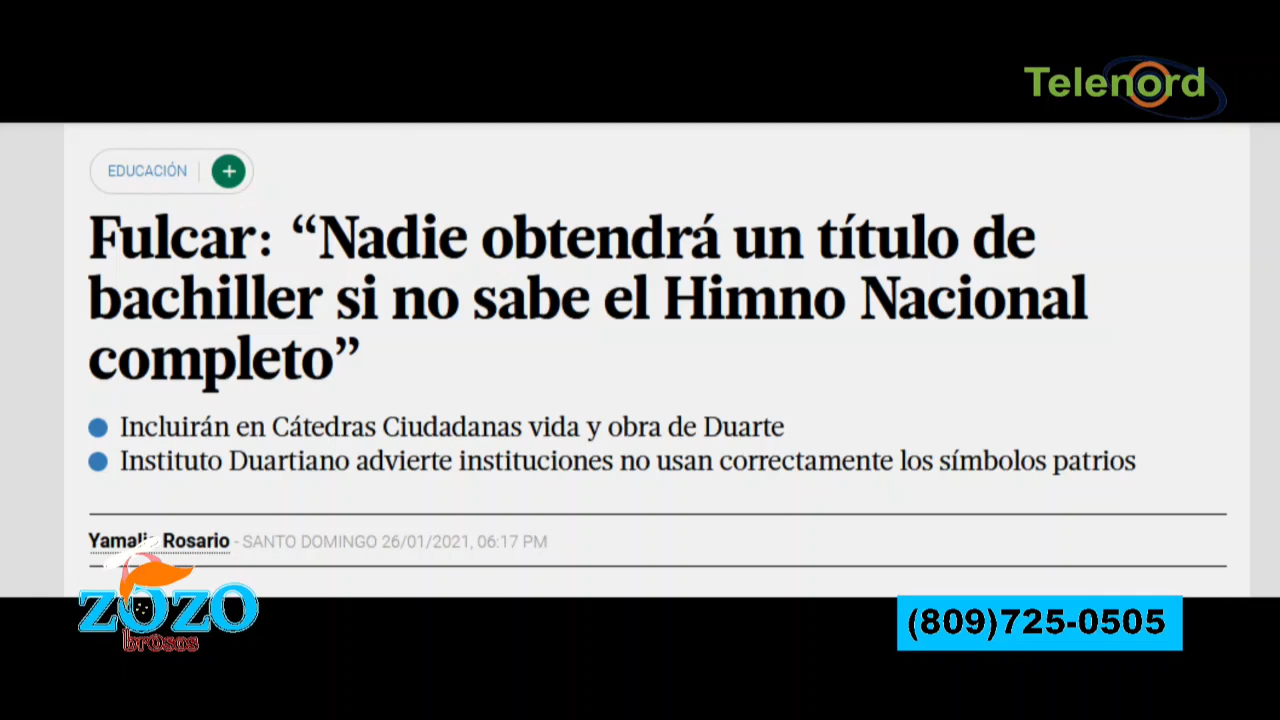 Telenord
EDUCACIÓN +
Fulcar: “Nadie obtendrá un título de
bachiller si no sabe el Himno Nacional
completo”
Incluirán en Cátedras Ciudadanas vida y obra de Duarte
Instituto Duartiano advierte instituciones no usan correctamente los símbolos patrios
Yamalie Rosario - SANTO DOMINGO 26/01/2021, 06:17 PM
ZOZO
brosos
(809)725-0505